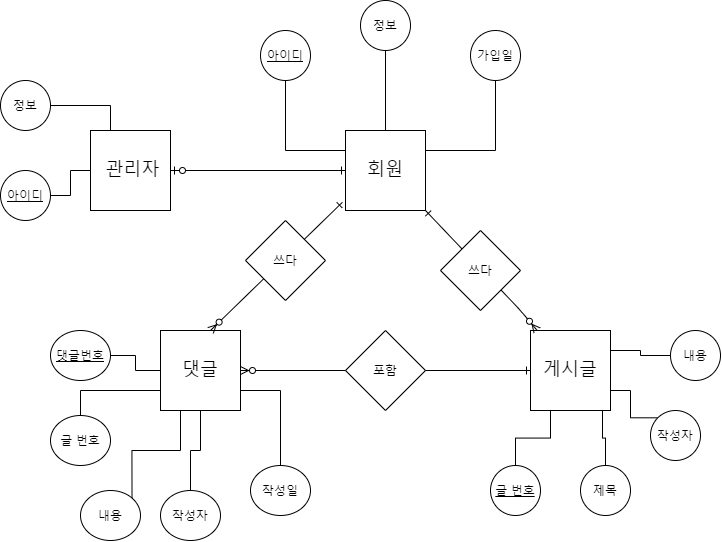 정보
아이디
가입일
정보
관리자
회원
아이디
쓰다
쓰다
댓글번호
댓글
포함
게시글
내용
글 번호
작성자
내용
작성자
작성일
글 번호
제목